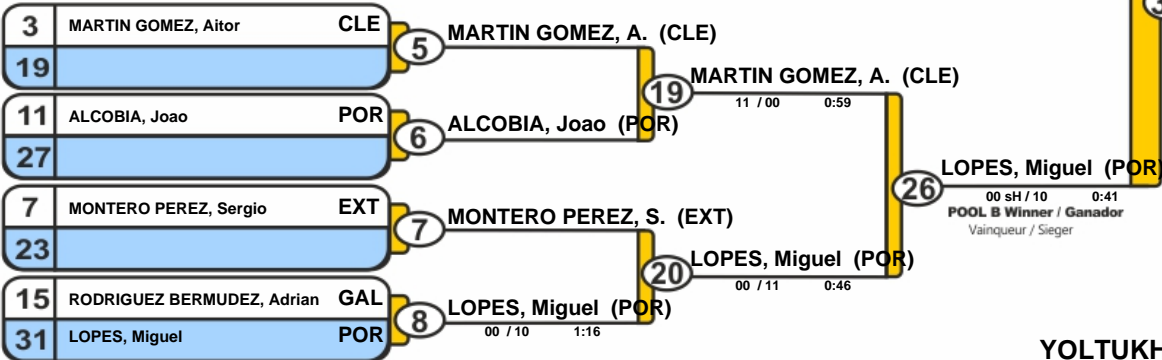 3 MARTIN GOMEZ, Aitor CLE
19
5 MARTIN GOMEZ, A. (CLE)
11 ALCOBIA, Joao POR
27
6 ALCOBIA, Joao (POR)
19 MARTIN GOMEZ, A. (CLE)
11 / 00 0:59
7 MONTERO PEREZ, Sergio EXT
23
7 MONTERO PEREZ, S. (EXT)
15 RODRIGUEZ BERMUDEZ, Adrian GAL
31 LOPES, Miguel POR
8 LOPES, Miguel (POR)
00 / 10 1:16
20 LOPES, Miguel (POR)
00 / 11 0:46
26 LOPES, Miguel (POR)
00 sH / 10 0:41
POOL B Winner / Ganador
Vainqueur / Sieger